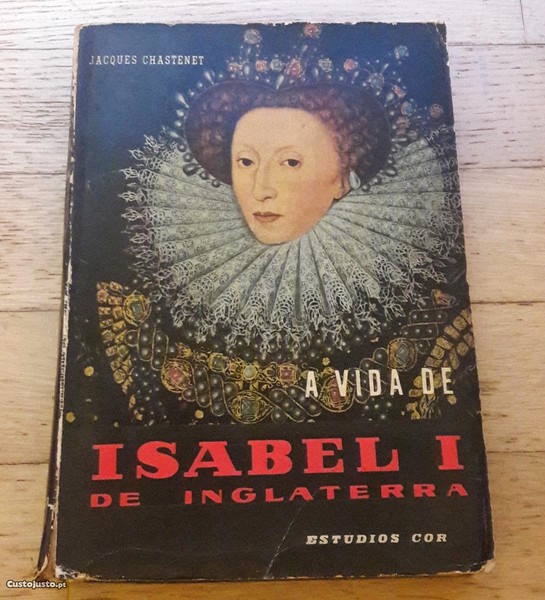 JACQUES CHASTENET
A VIDA DE
ISABEL I
DE INGLATERRA
ESTUDIOS COR
Custojusto.pt